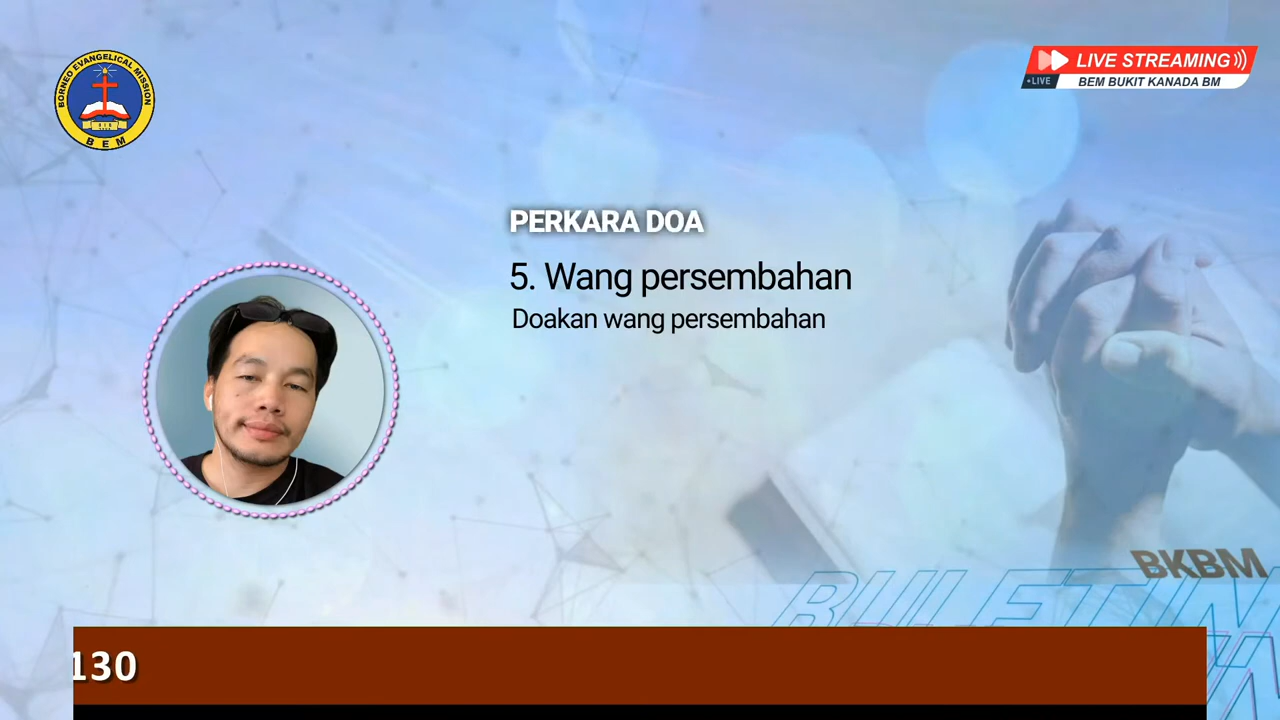 BORNEO EVANGELICAL MISSION
B E M
LIVE STREAMING
LIVE
BEM BUKIT KANADA BM
PERKARA DOA
5. Wang persembahan
Doakan wang persembahan
BKBM
BULETIN
130